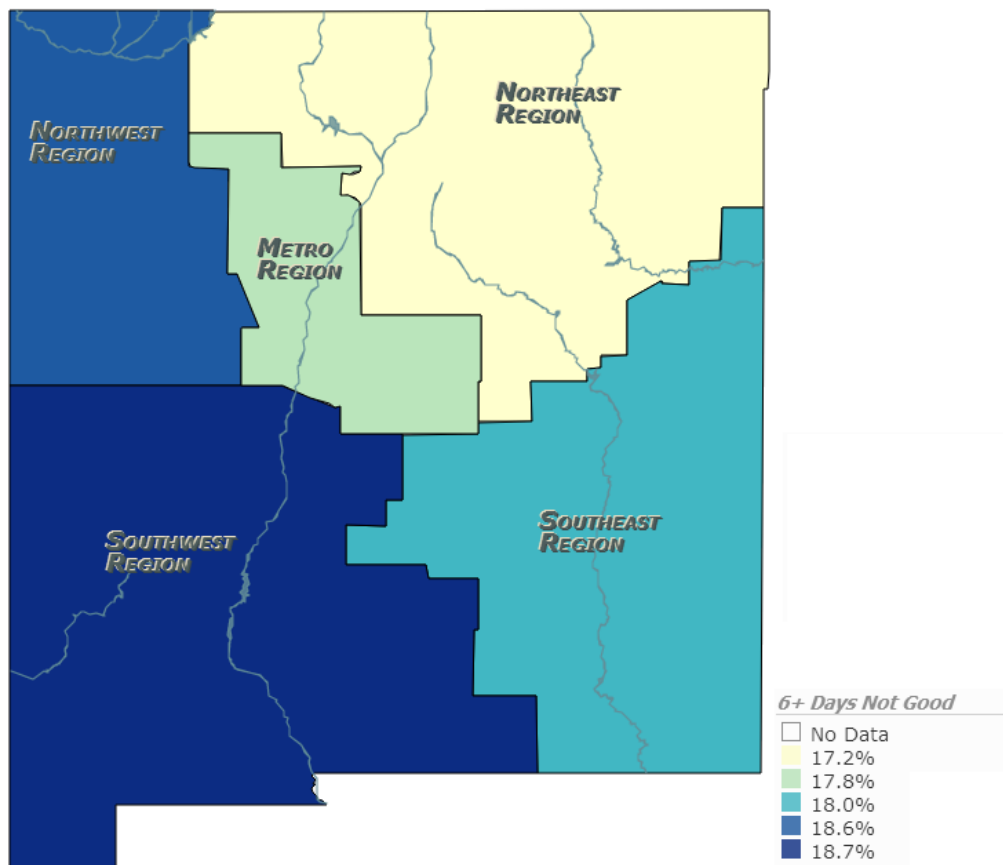 Northeast
Region
Northwest
Region
Metro
Region
Southeast
Region
Southwest
Region
6+ Days Not Good
No Data
17.2%
17.8%
18.0%
18.6%
18.7%